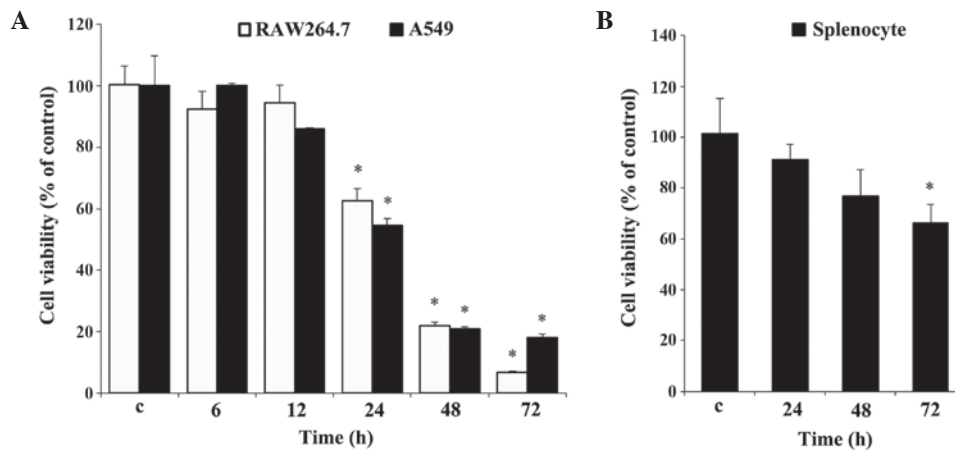 A
RAW264.7 A549
Cell viability (% of control)
120
100
80
60
40
20
0
* *
* *
* *
c 6 12 24 48 72
Time (h)
B
Splenocyte
Cell viability (% of control)
140
120
100
80
60
40
20
0
*
c 24 48 72
Time (h)